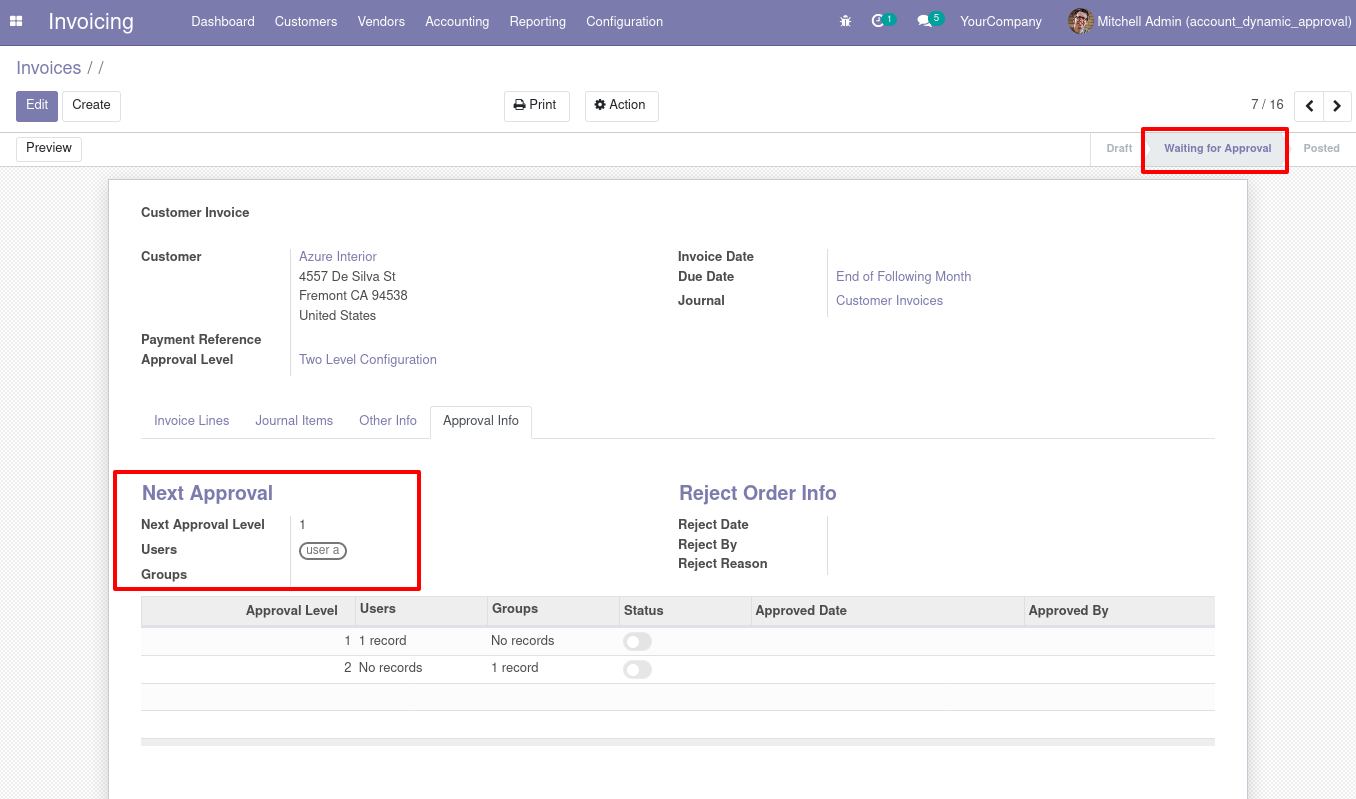 Invoicing Dashboard Customers Vendors Accounting Reporting Configuration 1 5 YourCompany Mitchell Admin (account_dynamic_approval)
Invoices / /
Edit Create Print Action 7 / 16
Preview Draft Waiting for Approval Posted
Customer Invoice
Customer Azure Interior Invoice Date
4557 De Silva St Due Date End of Following Month
Fremont CA 94538 Journal Customer Invoices
United States
Payment Reference
Approval Level Two Level Configuration
Invoice Lines Journal Items Other Info Approval Info
Next Approval Reject Order Info
Next Approval Level 1 Reject Date
Users user a Reject By
Groups Reject Reason
Approval Level Users Groups Status Approved Date Approved By
1 1 record No records
2 No records 1 record